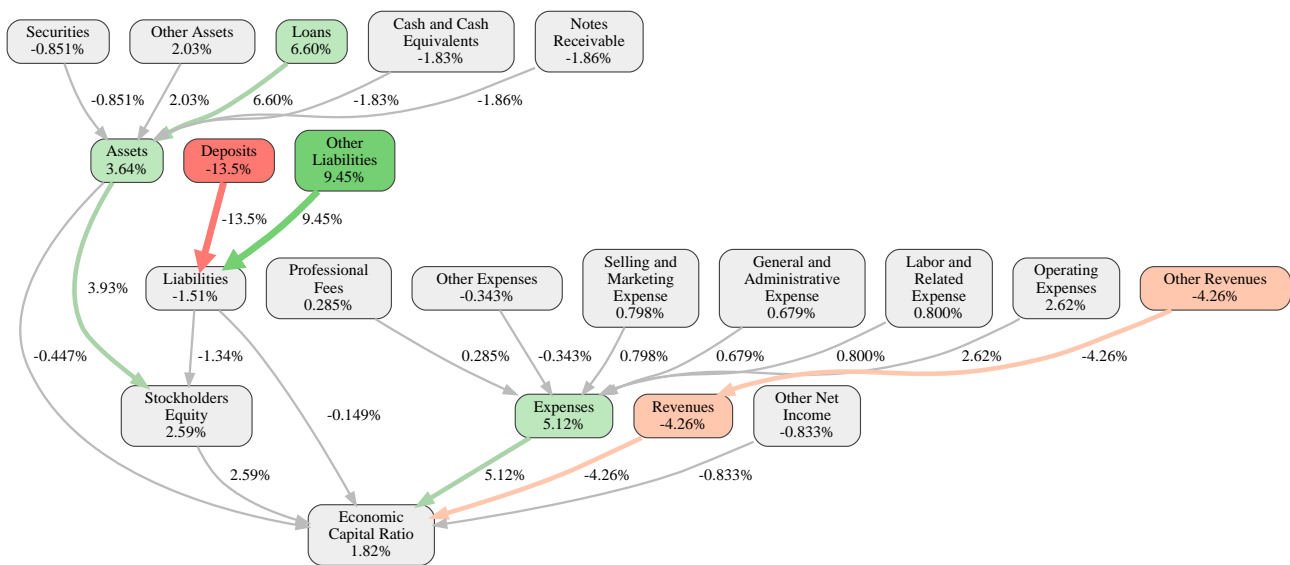 Securities
-0.851%
Other Assets
2.03%
Loans
6.60%
Cash and Cash
Equivalents
-1.83%
Notes
Receivable
-1.86%
-0.851%
2.03%
6.60%
-1.83%
-1.86%
Assets
3.64%
Deposits
-13.5%
Other
Liabilities
9.45%
-13.5%
9.45%
Liabilities
-1.51%
Professional
Fees
0.285%
Other Expenses
-0.343%
Selling and
Marketing
Expense
0.798%
General and
Administrative
Expense
0.679%
Labor and
Related
Expense
0.800%
Operating
Expenses
2.62%
Other Revenues
-4.26%
3.93%
-0.447%
-1.34%
0.285%
-0.343%
0.798%
0.679%
0.800%
2.62%
-4.26%
Stockholders
Equity
2.59%
-0.149%
Expenses
5.12%
Revenues
-4.26%
Other Net
Income
-0.833%
2.59%
5.12%
-4.26%
-0.833%
Economic
Capital Ratio
1.82%